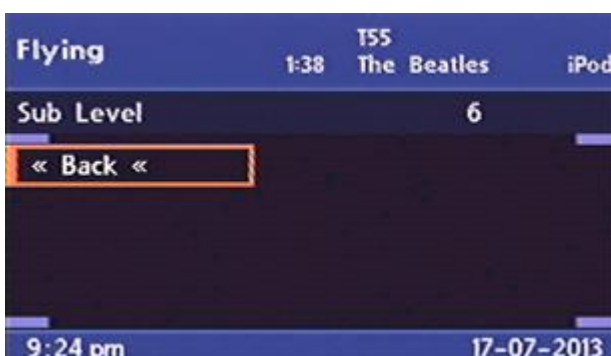 Flying
1:38
T55
The Beatles
iPod
Sub Level 6
« Back «
9:24 pm 17-07-2013